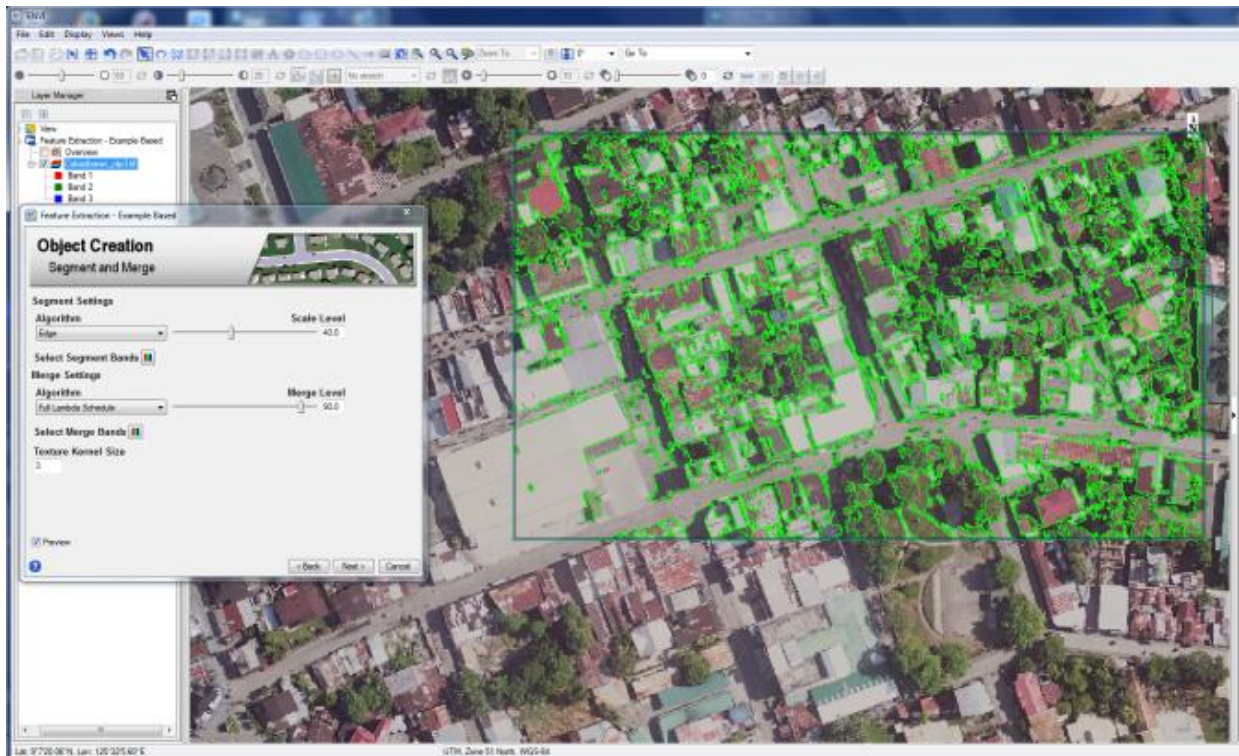 ENVI
File Edit Display Views Help
Zoom To 0° Go To
No stretch
Layer Manager
View
Feature Extraction - Example Based
Overview
Band 1
Band 2
Band 3
Feature Extraction - Example Based
Object Creation
Segment and Merge
Segment Settings
Algorithm Scale Level
Edge 40.0
Select Segment Bands
Merge Settings
Algorithm Merge Level
Full Lambda Schedule 90.0
Select Merge Bands
Texture Kernel Size
3
Preview
< Back Next > Cancel
UTM, Zone 51 North, WGS-84